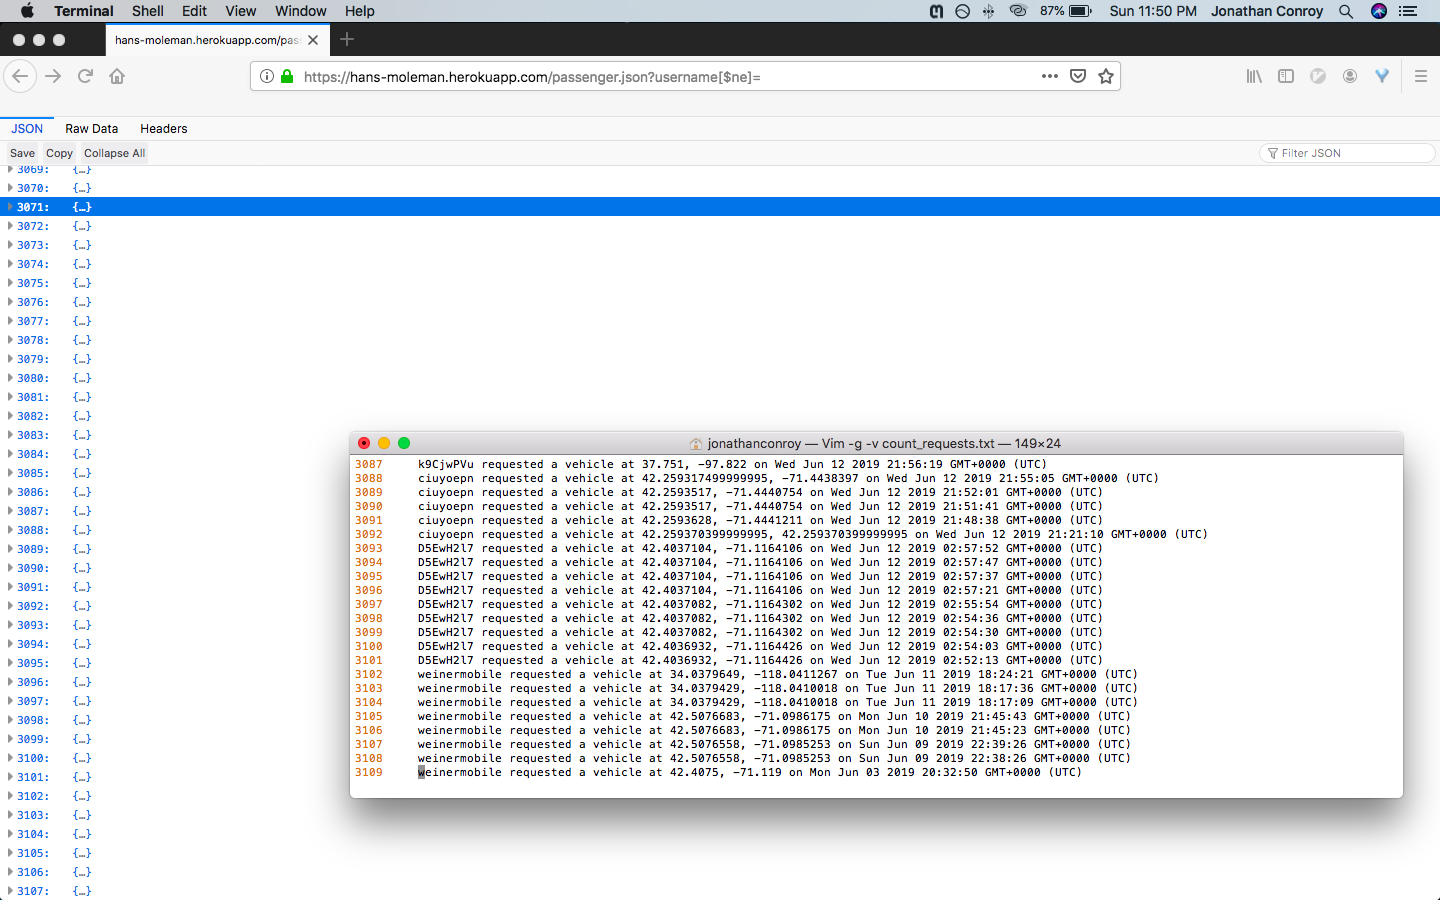 Terminal Shell Edit View Window Help 87% Sun 11:50 PM Jonathan Conroy
hans-moleman.herokuapp.com/pas
https://hans-moleman.herokuapp.com/passenger.json?username[$ne]=
JSON Raw Data Headers
Save Copy Collapse All Filter JSON
3069: {…}
3070: {…}
3071: {…}
3072: {…}
3073: {…}
3074: {…}
3075: {…}
3076: {…}
3077: {…}
3078: {…}
3079: {…}
3080: {…}
3081: {…}
3082: {…}
3083: {…}
3084: {…}
3085: {…}
3086: {…}
3087: {…}
3088: {…}
3089: {…}
3090: {…}
3091: {…}
3092: {…}
3093: {…}
3094: {…}
3095: {…}
3096: {…}
3097: {…}
3098: {…}
3099: {…}
3100: {…}
3101: {…}
3102: {…}
3103: {…}
3104: {…}
3105: {…}
3106: {…}
3107: {…}
jonathanconroy — Vim -g -v count_requests.txt — 149×24
3087 k9CjwPVu requested a vehicle at 37.751, -97.822 on Wed Jun 12 2019 21:56:19 GMT+0000 (UTC)
3088 ciuyoepn requested a vehicle at 42.259317499999995, -71.4438397 on Wed Jun 12 2019 21:55:05 GMT+0000 (UTC)
3089 ciuyoepn requested a vehicle at 42.2593517, -71.4440754 on Wed Jun 12 2019 21:52:01 GMT+0000 (UTC)
3090 ciuyoepn requested a vehicle at 42.2593517, -71.4440754 on Wed Jun 12 2019 21:51:41 GMT+0000 (UTC)
3091 ciuyoepn requested a vehicle at 42.2593628, -71.4441211 on Wed Jun 12 2019 21:48:38 GMT+0000 (UTC)
3092 ciuyoepn requested a vehicle at 42.259370399999995, 42.259370399999995 on Wed Jun 12 2019 21:21:10 GMT+0000 (UTC)
3093 D5EwH2l7 requested a vehicle at 42.4037104, -71.1164106 on Wed Jun 12 2019 02:57:52 GMT+0000 (UTC)
3094 D5EwH2l7 requested a vehicle at 42.4037104, -71.1164106 on Wed Jun 12 2019 02:57:47 GMT+0000 (UTC)
3095 D5EwH2l7 requested a vehicle at 42.4037104, -71.1164106 on Wed Jun 12 2019 02:57:37 GMT+0000 (UTC)
3096 D5EwH2l7 requested a vehicle at 42.4037104, -71.1164106 on Wed Jun 12 2019 02:57:21 GMT+0000 (UTC)
3097 D5EwH2l7 requested a vehicle at 42.4037082, -71.1164302 on Wed Jun 12 2019 02:55:54 GMT+0000 (UTC)
3098 D5EwH2l7 requested a vehicle at 42.4037082, -71.1164302 on Wed Jun 12 2019 02:54:36 GMT+0000 (UTC)
3099 D5EwH2l7 requested a vehicle at 42.4037082, -71.1164302 on Wed Jun 12 2019 02:54:30 GMT+0000 (UTC)
3100 D5EwH2l7 requested a vehicle at 42.4036932, -71.1164426 on Wed Jun 12 2019 02:54:03 GMT+0000 (UTC)
3101 D5EwH2l7 requested a vehicle at 42.4036932, -71.1164426 on Wed Jun 12 2019 02:52:13 GMT+0000 (UTC)
3102 weinermobile requested a vehicle at 34.0379649, -118.0411267 on Tue Jun 11 2019 18:24:21 GMT+0000 (UTC)
3103 weinermobile requested a vehicle at 34.0379429, -118.0410018 on Tue Jun 11 2019 18:17:36 GMT+0000 (UTC)
3104 weinermobile requested a vehicle at 34.0379429, -118.0410018 on Tue Jun 11 2019 18:17:09 GMT+0000 (UTC)
3105 weinermobile requested a vehicle at 42.5076683, -71.0986175 on Mon Jun 10 2019 21:45:43 GMT+0000 (UTC)
3106 weinermobile requested a vehicle at 42.5076683, -71.0986175 on Mon Jun 10 2019 21:45:23 GMT+0000 (UTC)
3107 weinermobile requested a vehicle at 42.5076558, -71.0985253 on Sun Jun 09 2019 22:39:26 GMT+0000 (UTC)
3108 weinermobile requested a vehicle at 42.5076558, -71.0985253 on Sun Jun 09 2019 22:38:26 GMT+0000 (UTC)
3109 weinermobile requested a vehicle at 42.4075, -71.119 on Mon Jun 03 2019 20:32:50 GMT+0000 (UTC)